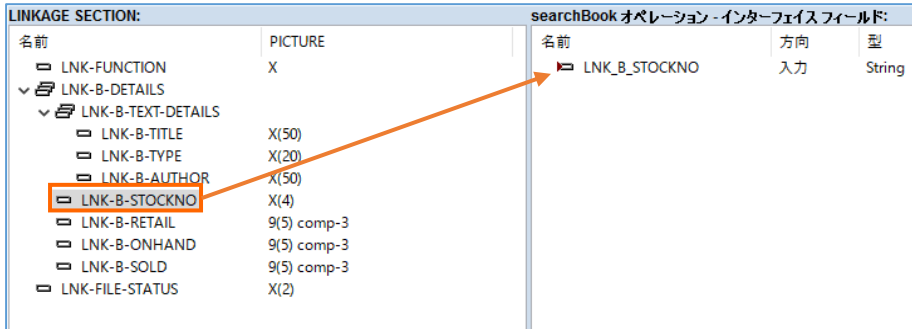 LINKAGE SECTION:
名前 PICTURE
LNK-FUNCTION X
LNK-B-DETAILS
LNK-B-TEXT-DETAILS
LNK-B-TITLE X(50)
LNK-B-TYPE X(20)
LNK-B-AUTHOR X(50)
LNK-B-STOCKNO X(4)
LNK-B-RETAIL 9(5) comp-3
LNK-B-ONHAND 9(5) comp-3
LNK-B-SOLD 9(5) comp-3
LNK-FILE-STATUS X(2)
searchBook オペレーション - インターフェイス フィールド:
名前 方向 型
LNK_B_STOCKNO 入力 String